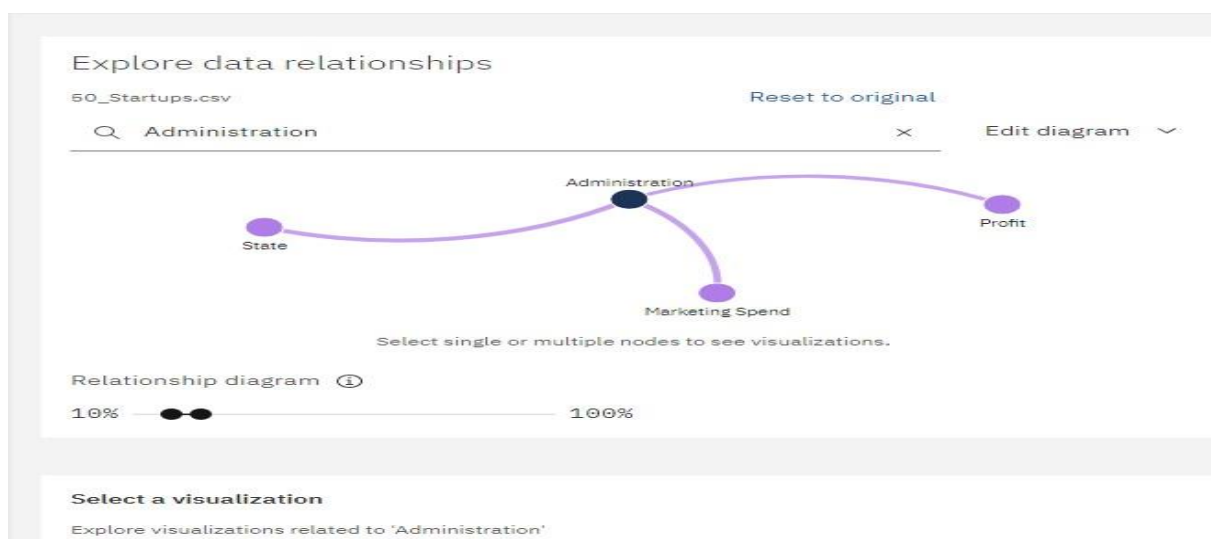 Explore data relationships
50_Startups.csv Reset to original
Administration × Edit diagram
Administration
Profit
State
Marketing Spend
Select single or multiple nodes to see visualizations.
Relationship diagram
10% 100%
Select a visualization
Explore visualizations related to 'Administration'